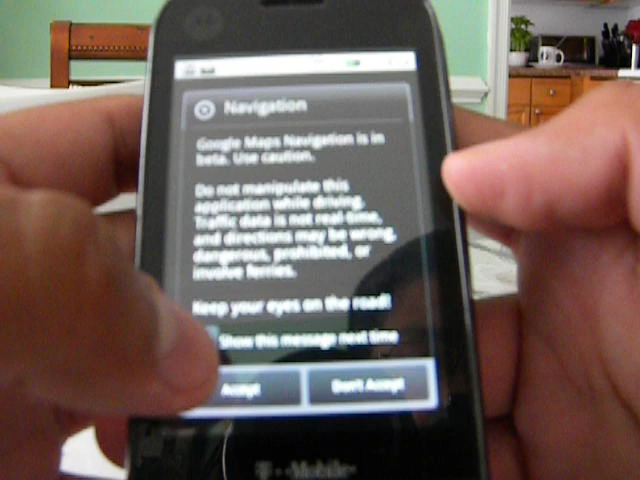 Navigation
Google Maps Navigation is in
beta. Use caution.
Do not manipulate this
application while driving.
Traffic data is not real-time,
and directions may be wrong,
dangerous, prohibited, or
involve ferries.
Keep your eyes on the road!
Show this message next time
Accept
Don't Accept
T-Mobile